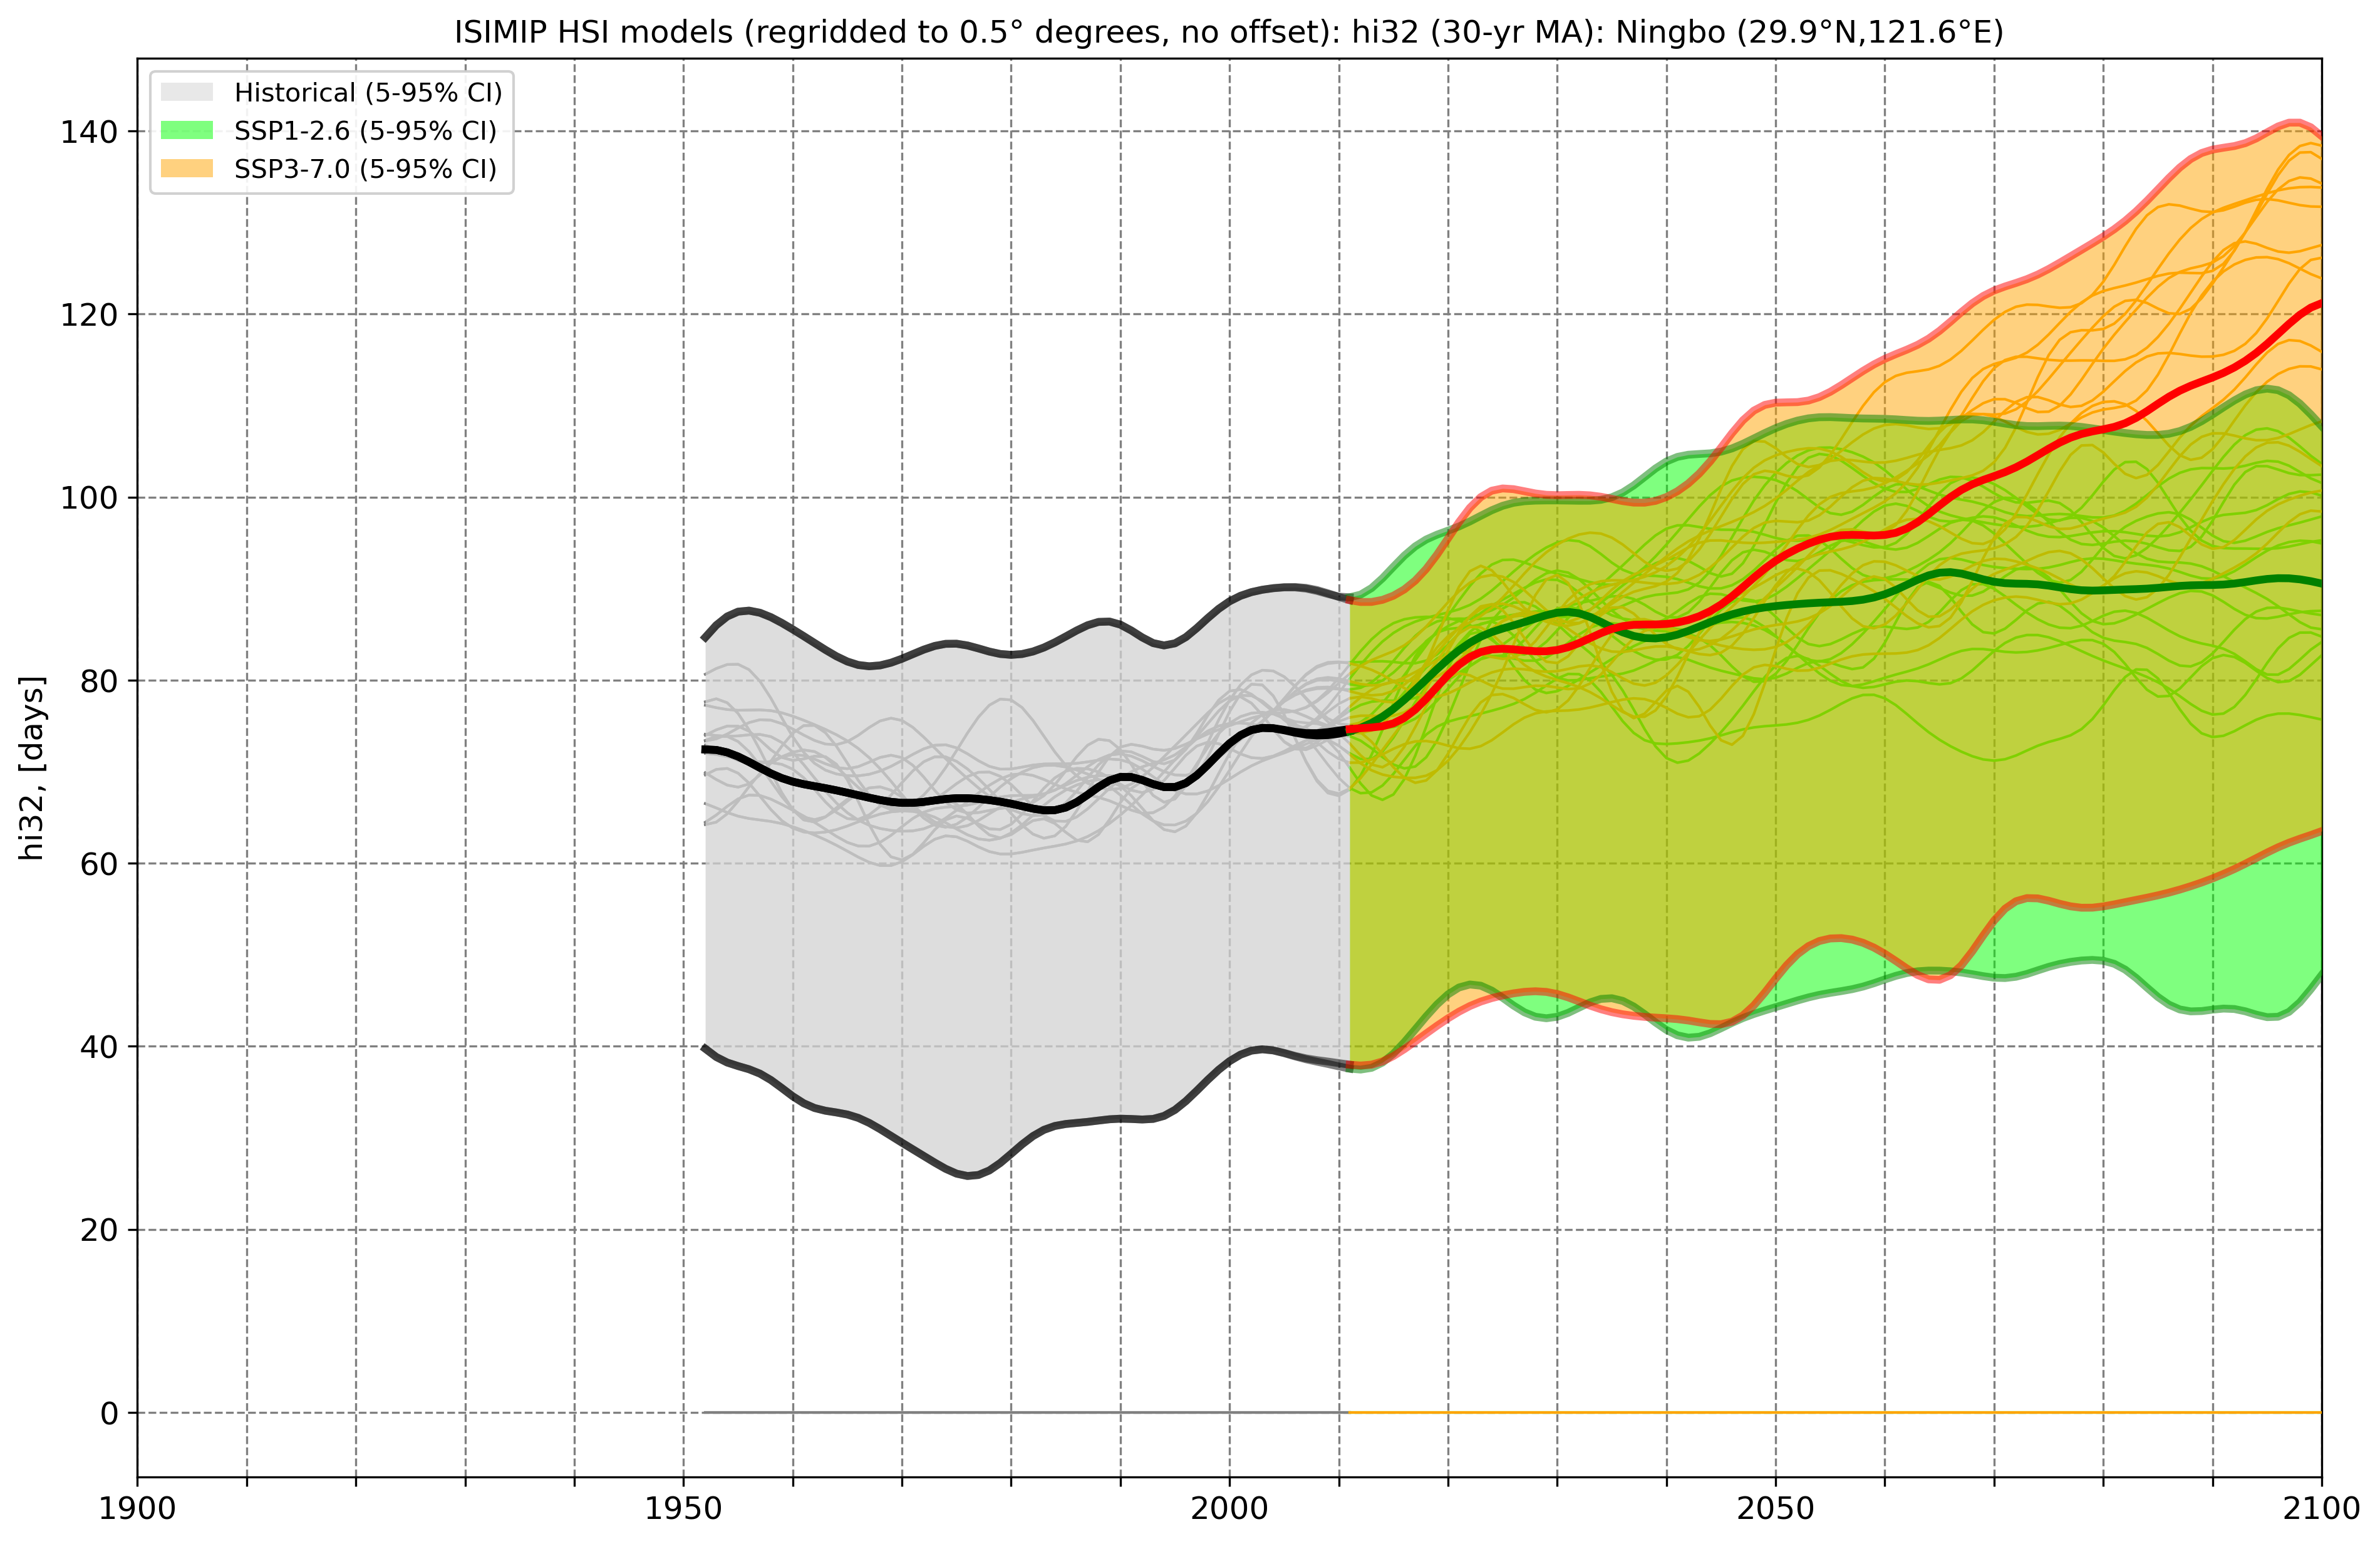 ISIMIP HSI models (regridded to 0.5° degrees, no offset): hi32 (30-yr MA): Ningbo (29.9°N,121.6°E)
Historical (5-95% CI)
SSP1-2.6 (5-95% CI)
SSP3-7.0 (5-95% CI)
hi32, [days]
140
120
100
80
60
40
20
0
1900
1950
2000
2050
2100